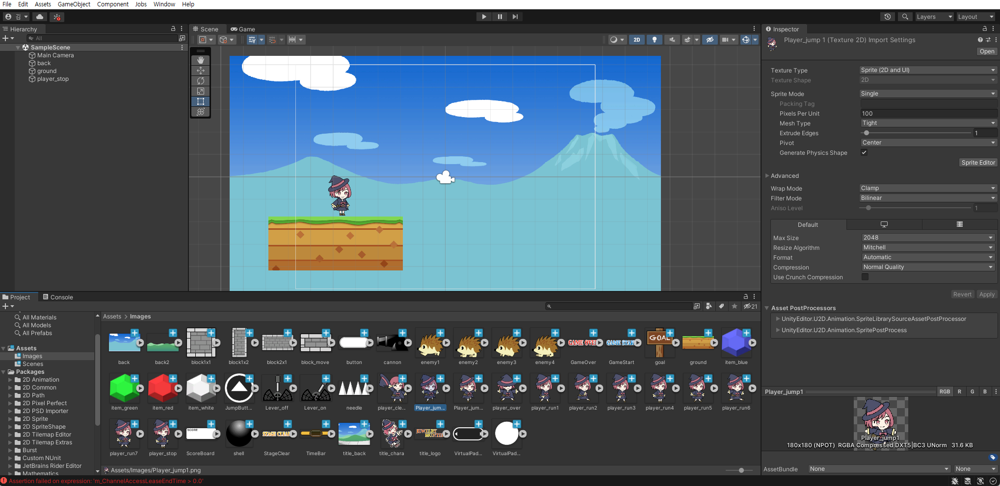 File Edit Assets GameObject Component Jobs Window Help
김 Layers Layout
Hierarchy
All
SampleScene
Main Camera
back
ground
player_stop
Scene Game
2D
Inspector
Player_jump 1 (Texture 2D) Import Settings
Open
Texture Type Sprite (2D and UI)
Texture Shape 2D
Sprite Mode Single
Packing Tag
Pixels Per Unit 100
Mesh Type Tight
Extrude Edges 1
Pivot Center
Generate Physics Shape
Sprite Editor
Advanced
Wrap Mode Clamp
Filter Mode Bilinear
Aniso Level 1
Default
Max Size 2048
Resize Algorithm Mitchell
Format Automatic
Compression Normal Quality
Use Crunch Compression
Revert Apply
Asset PostProcessors
UnityEditor.U2D.Animation.SpriteLibrarySourceAssetPostProcessor
UnityEditor.U2D.Animation.SpritePostProcess
Project Console
21
All Materials
All Models
All Prefabs
Assets
Images
Scenes
Packages
2D Animation
2D Common
2D Path
2D Pixel Perfect
2D PSD Importer
2D Sprite
2D SpriteShape
2D Tilemap Editor
2D Tilemap Extras
Burst
Custom NUnit
JetBrains Rider Editor
Mathematics
Assets > Images
GAME OVER GAME START GOAL
back back2 block1x1 block1x2 block2x1 block_move button cannon enemy1 enemy2 enemy3 enemy4 GameOver GameStart goal ground item_blue
item_green item_red item_white JumpButt... Lever_off Lever_on needle player_cle... Player_jum... Player_jum... player_over player_run1 player_run2 player_run3 player_run4 player_run5 player_run6
SCORE STAGE CLEAR JEWELRY HUNTER
player_run7 player_stop ScoreBoard shell StageClear TimeBar title_back title_chara title_logo VirtualPad... VirtualPad...
Assets/Images/Player_jump1.png
Player_jump1 RGB R G B
Player_jump1
180x180 (NPOT) RGBA Compressed DXT5|BC3 UNorm 31.6 KB
AssetBundle None None
Assertion failed on expression: 'm_ChannelAccessLeaseEndTime > 0.0'